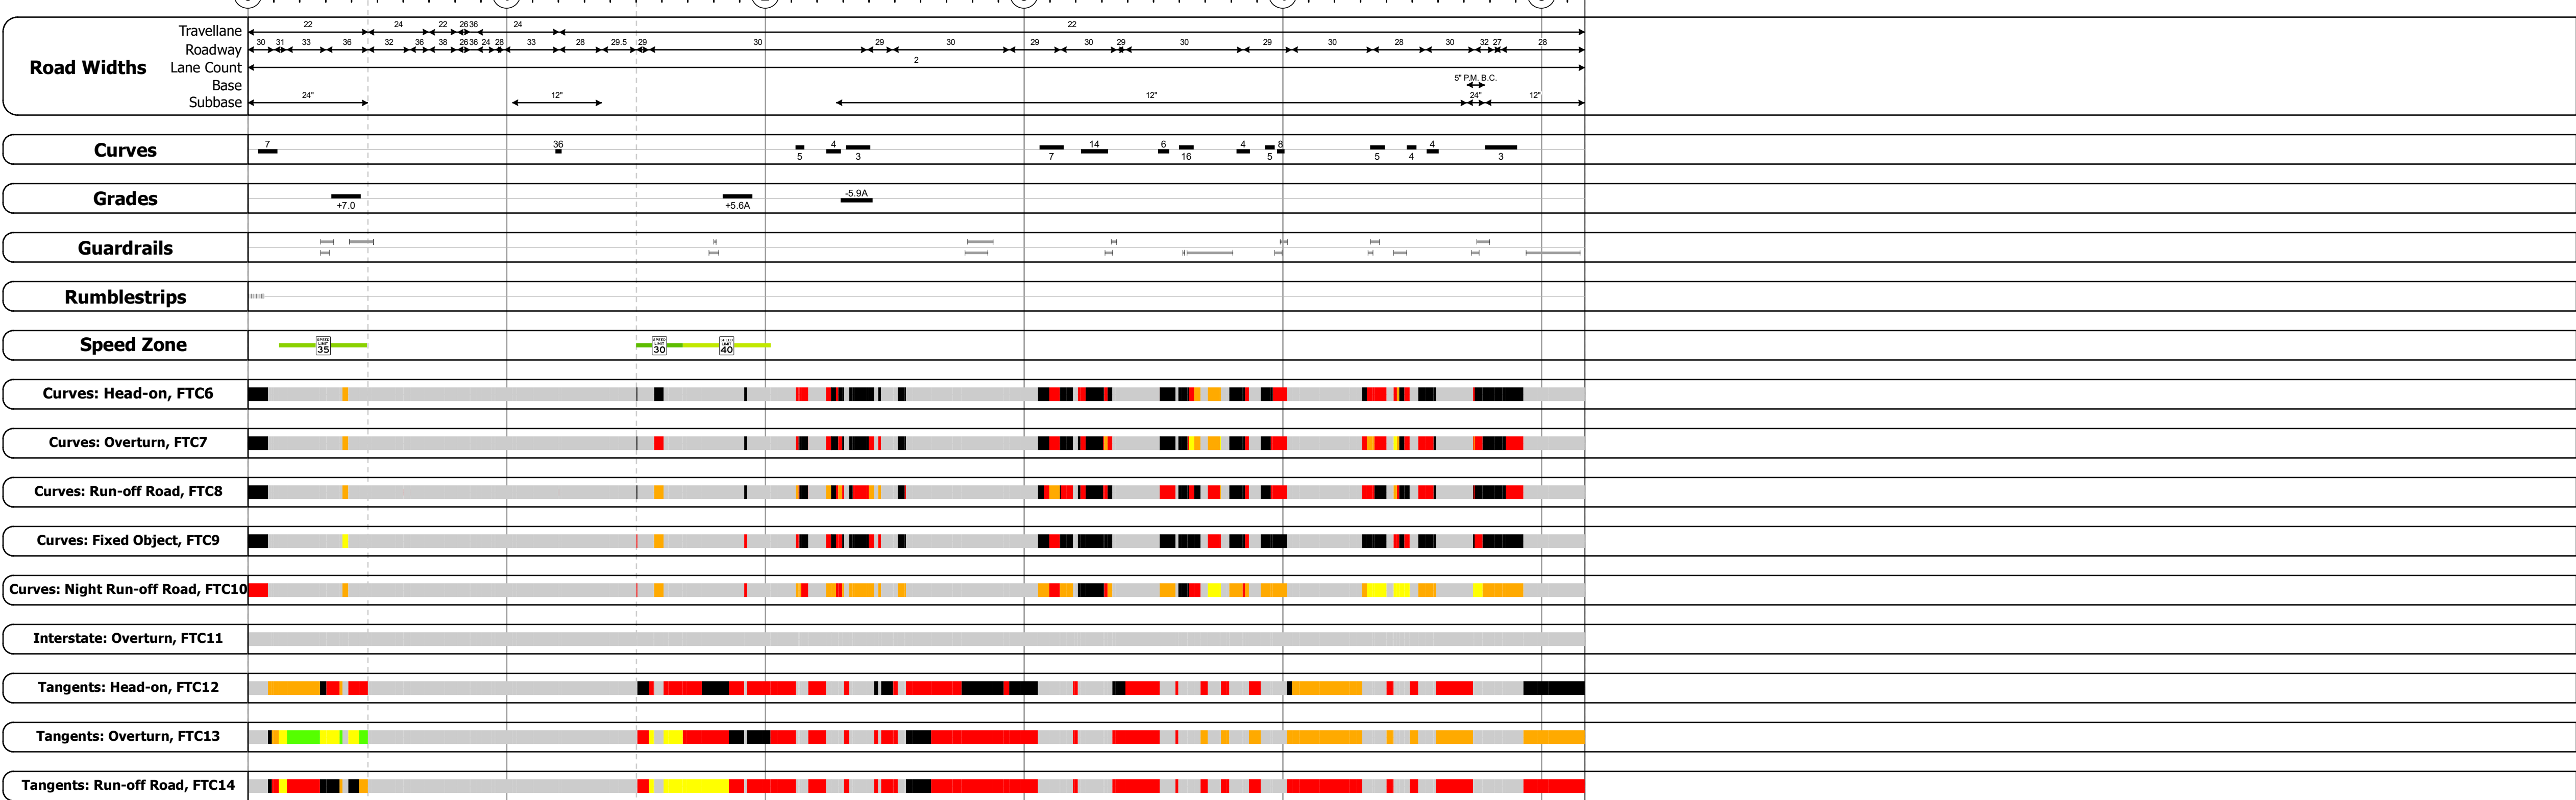 Travellane 22 24 22 26 36 24 22
Roadway 30 31 33 36 32 36 38 26 36 24 28 33 28 29.5 29 30 29 30 29 30 29 30 29 30 28 30 32 27 28
Road Widths
Lane Count 2
Base 5" P.M. B.C.
Subbase 24" 12" 12" 24" 12"
Curves
7 36 5 4 3 7 14 6 16 4 5 8 5 4 4 3
Grades
+7.0 +5.6A -5.9A
Guardrails
Rumblestrips
Speed Zone
SPEED LIMIT 35 SPEED LIMIT 30 SPEED LIMIT 40
Curves: Head-on, FTC6
Curves: Overturn, FTC7
Curves: Run-off Road, FTC8
Curves: Fixed Object, FTC9
Curves: Night Run-off Road, FTC10
Interstate: Overturn, FTC11
Tangents: Head-on, FTC12
Tangents: Overturn, FTC13
Tangents: Run-off Road, FTC14